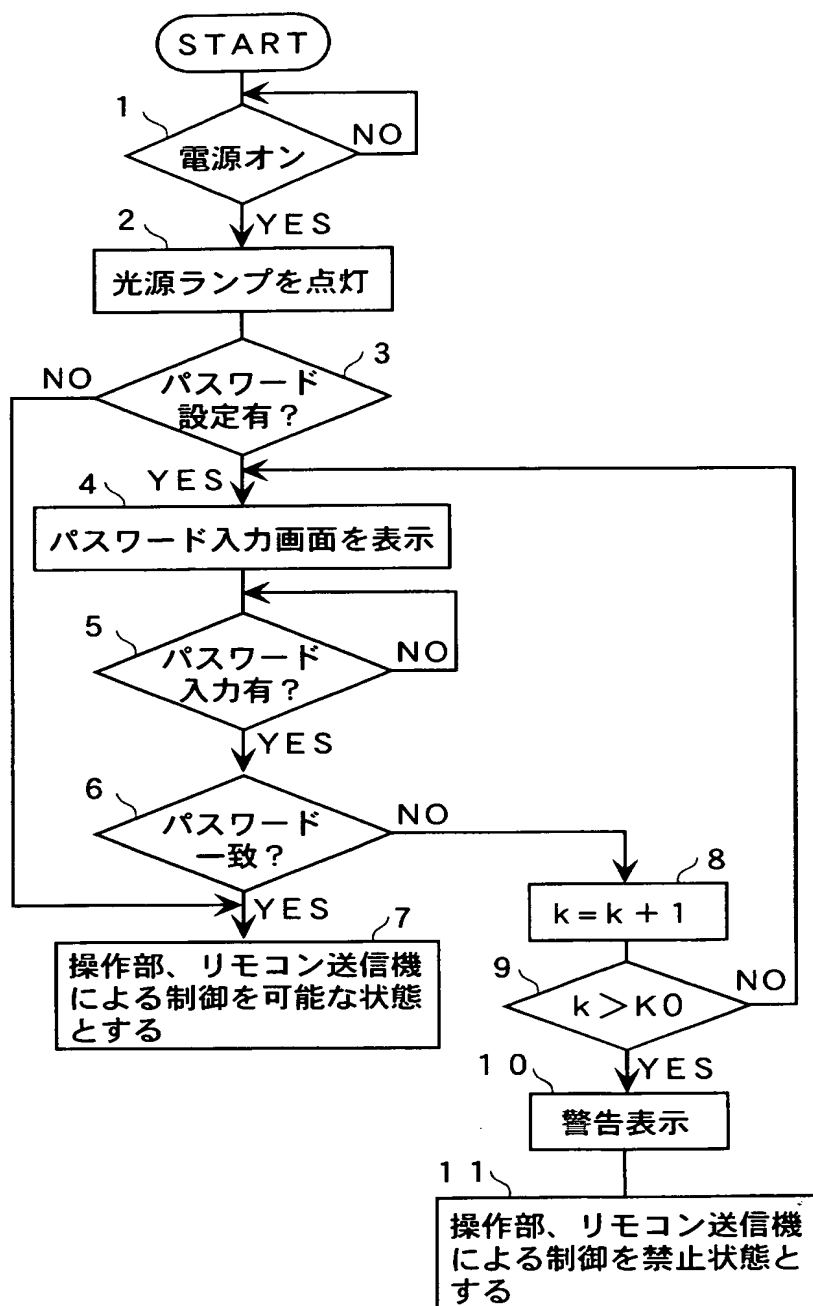 START
1
電源オン
NO
YES
2
光源ランプを点灯
3
NO
パスワード
設定有？
YES
4
パスワード入力画面を表示
5
パスワード
入力有？
NO
YES
6
パスワード
一致？
NO
YES
7
操作部、リモコン送信機
による制御を可能な状態
とする
8
k=k+1
9
k＞K0
NO
YES
10
警告表示
11
操作部、リモコン送信機
による制御を禁止状態と
する